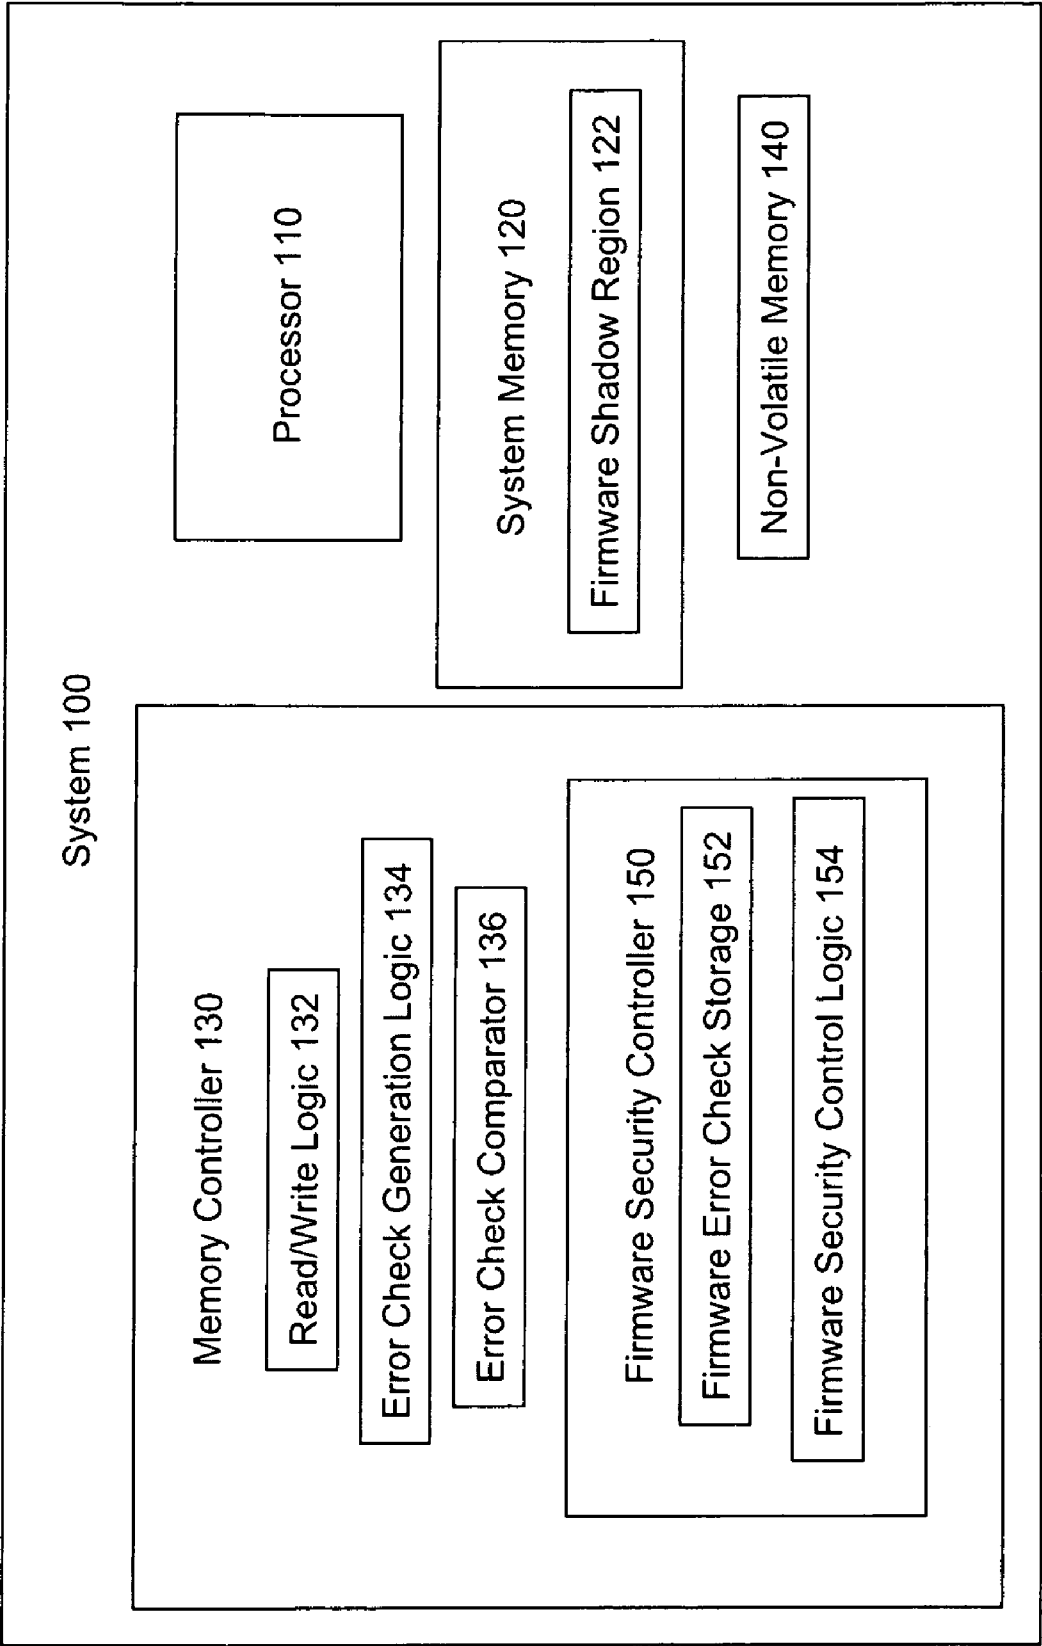 System 100
Memory Controller 130
Read/Write Logic 132
Error Check Generation Logic 134
Error Check Comparator 136
Firmware Security Controller 150
Firmware Error Check Storage 152
Firmware Security Control Logic 154
Processor 110
System Memory 120
Firmware Shadow Region 122
Non-Volatile Memory 140